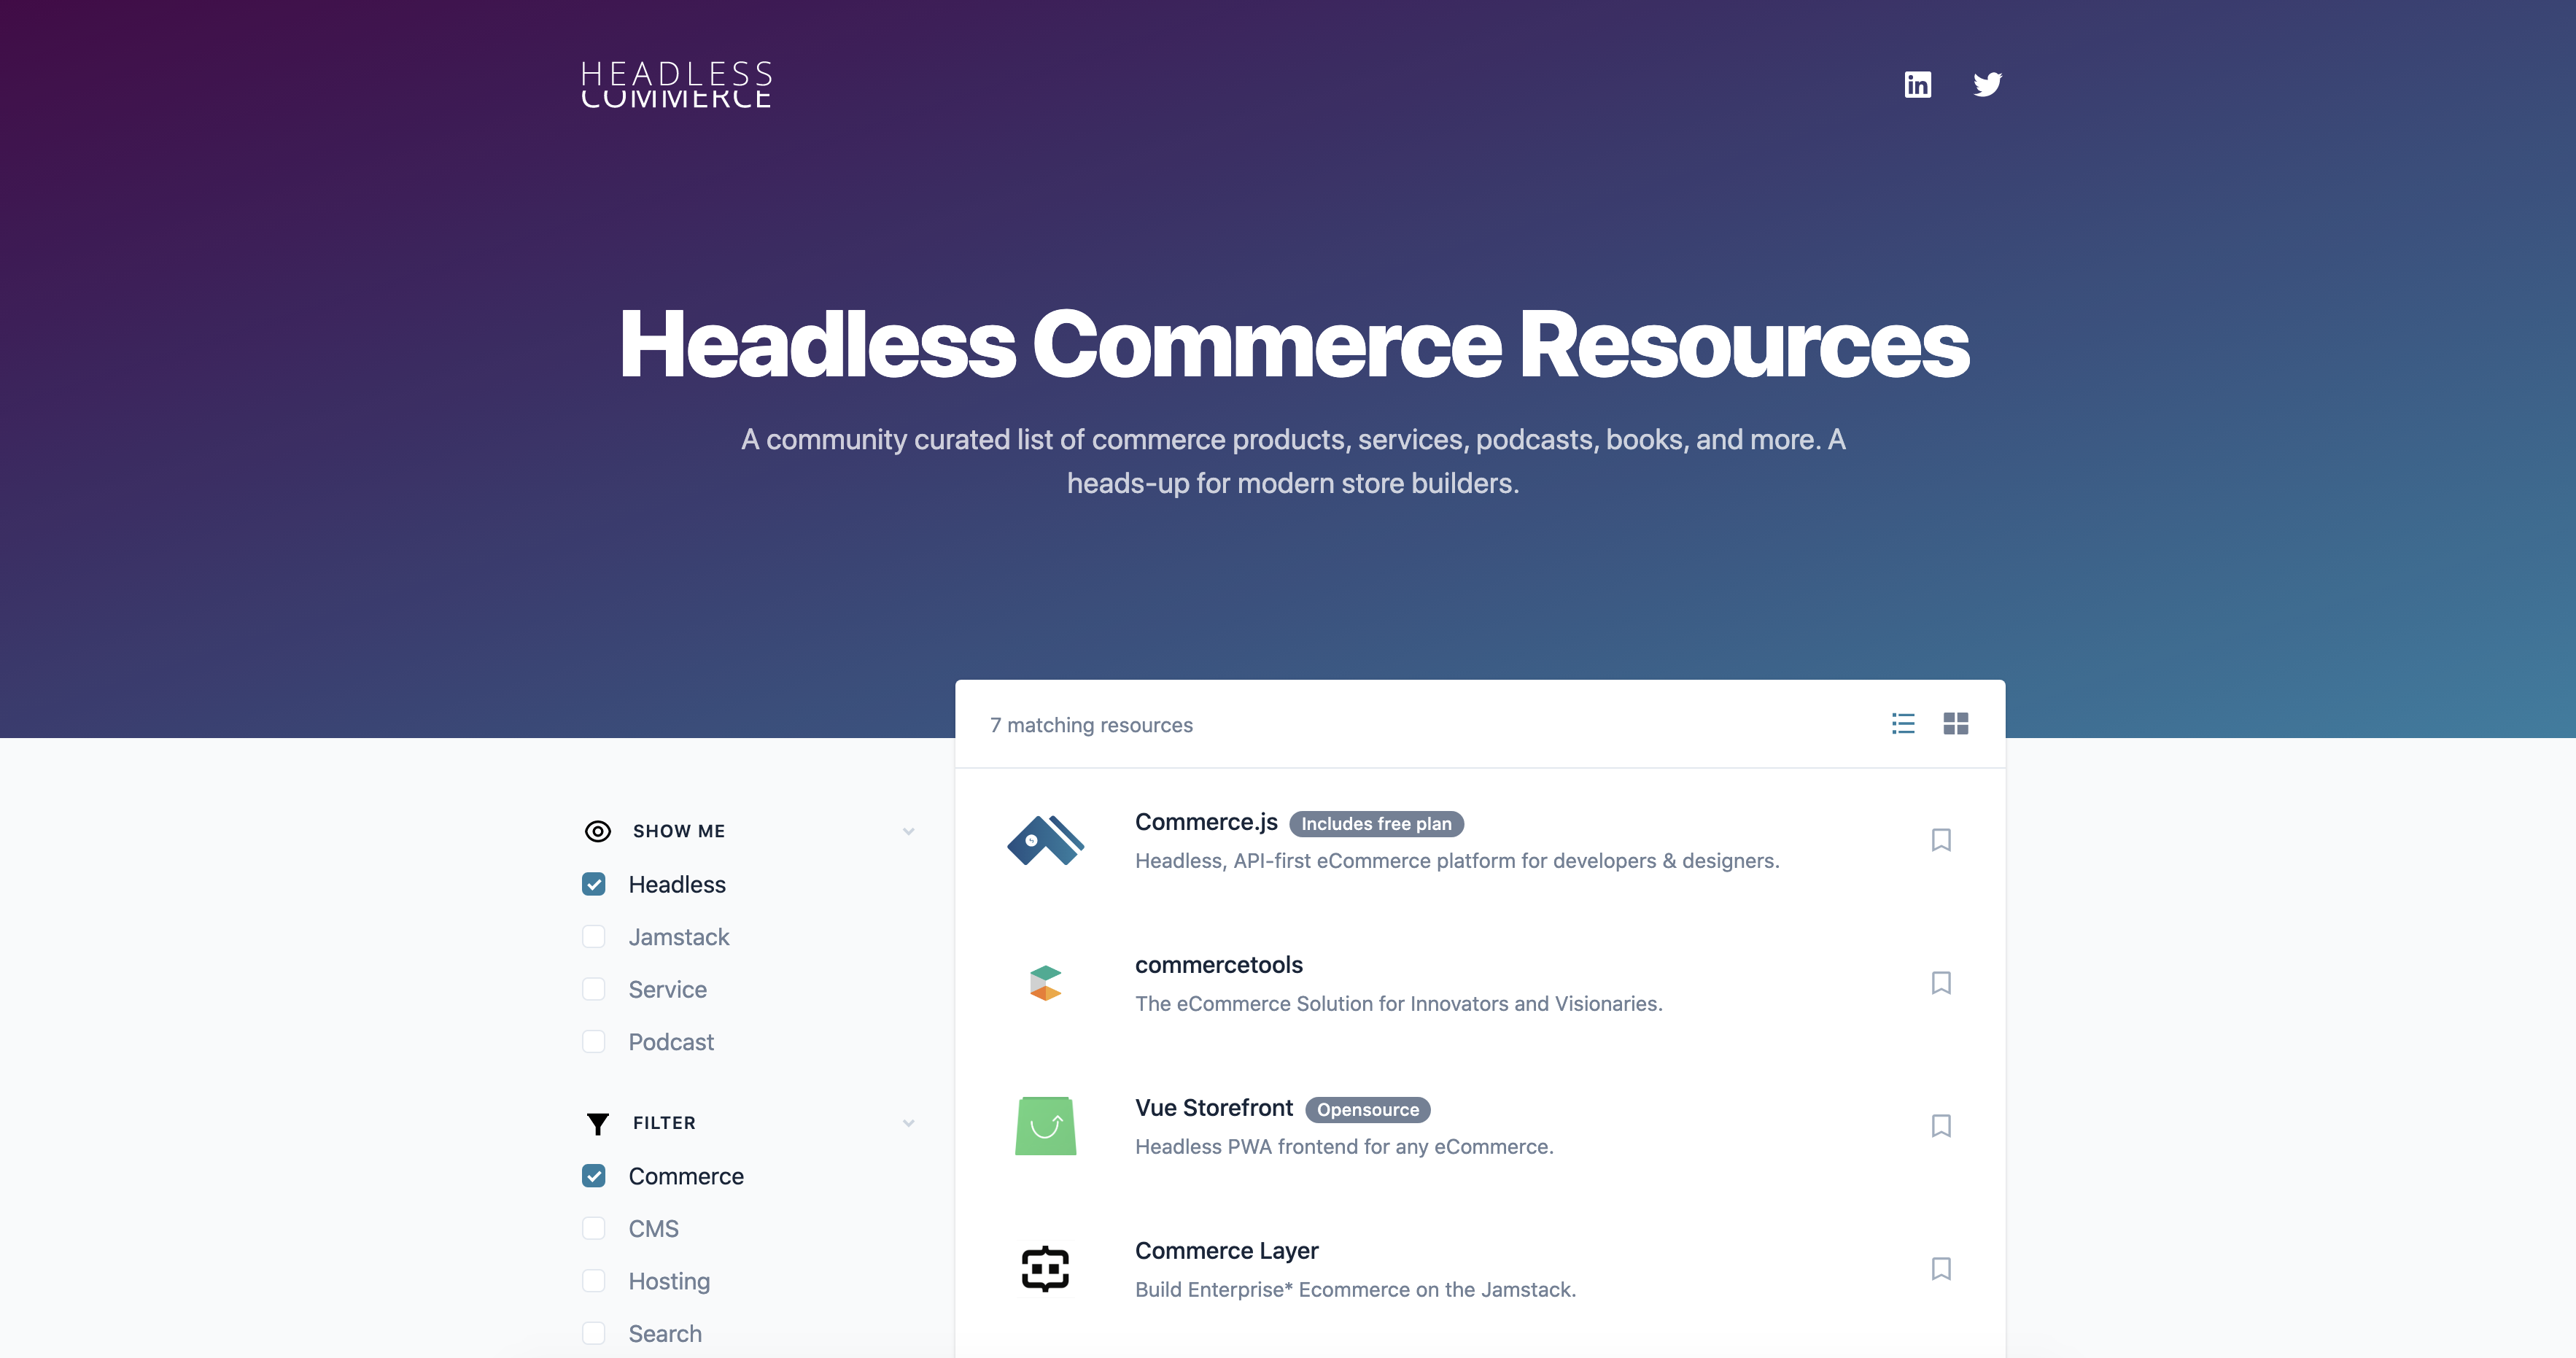 HEADLESS
COMMERCE
Headless Commerce Resources
A community curated list of commerce products, services, podcasts, books, and more. A
heads-up for modern store builders.
7 matching resources
SHOW ME
Headless
Jamstack
Service
Podcast
FILTER
Commerce
CMS
Hosting
Search
Commerce.js Includes free plan
Headless, API-first eCommerce platform for developers & designers.
commercetools
The eCommerce Solution for Innovators and Visionaries.
Vue Storefront Opensource
Headless PWA frontend for any eCommerce.
Commerce Layer
Build Enterprise* Ecommerce on the Jamstack.